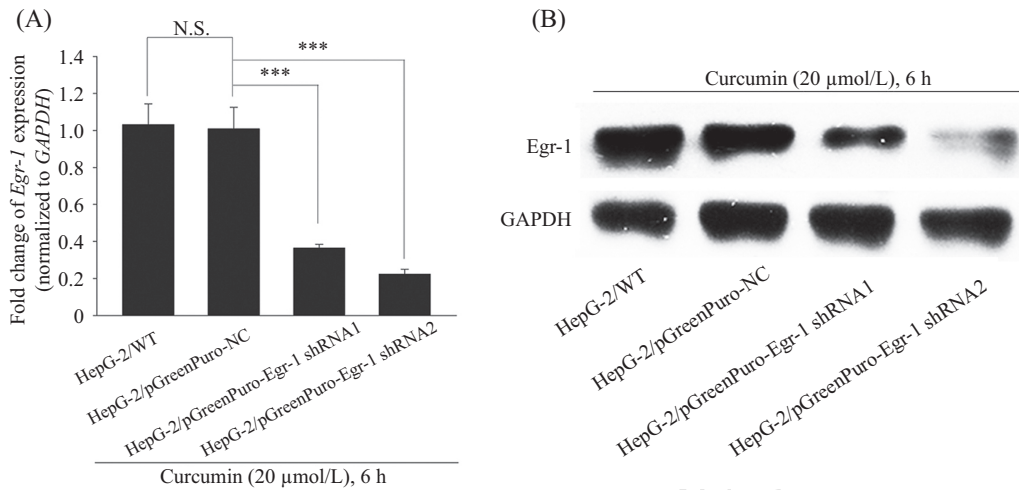 (A)
N.S.
***
***
Fold change of Egr-1 expression
(normalized to GAPDH)
1.4
1.2
1.0
0.8
0.6
0.4
0.2
0
HepG-2/WT
HepG-2/pGreenPuro-NC
HepG-2/pGreenPuro-Egr-1 shRNA1
HepG-2/pGreenPuro-Egr-1 shRNA2
Curcumin (20 μmol/L), 6 h
(B)
Curcumin (20 μmol/L), 6 h
Egr-1
GAPDH
HepG-2/WT
HepG-2/pGreenPuro-NC
HepG-2/pGreenPuro-Egr-1 shRNA1
HepG-2/pGreenPuro-Egr-1 shRNA2